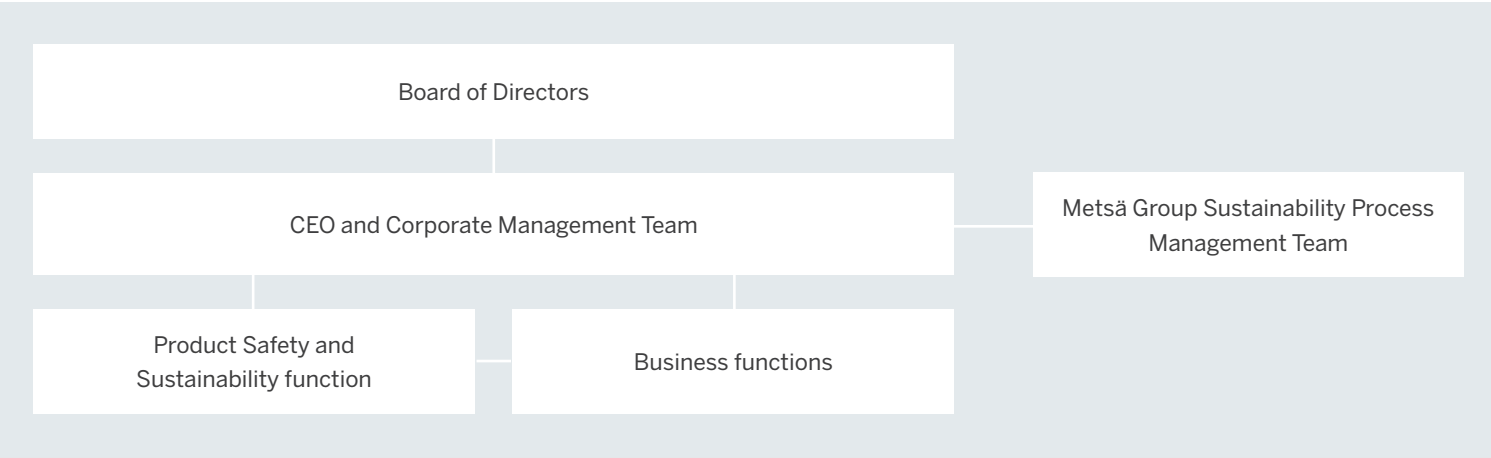 Board of Directors
CEO and Corporate Management Team
Metsä Group Sustainability Process
Management Team
Product Safety and
Sustainability function
Business functions